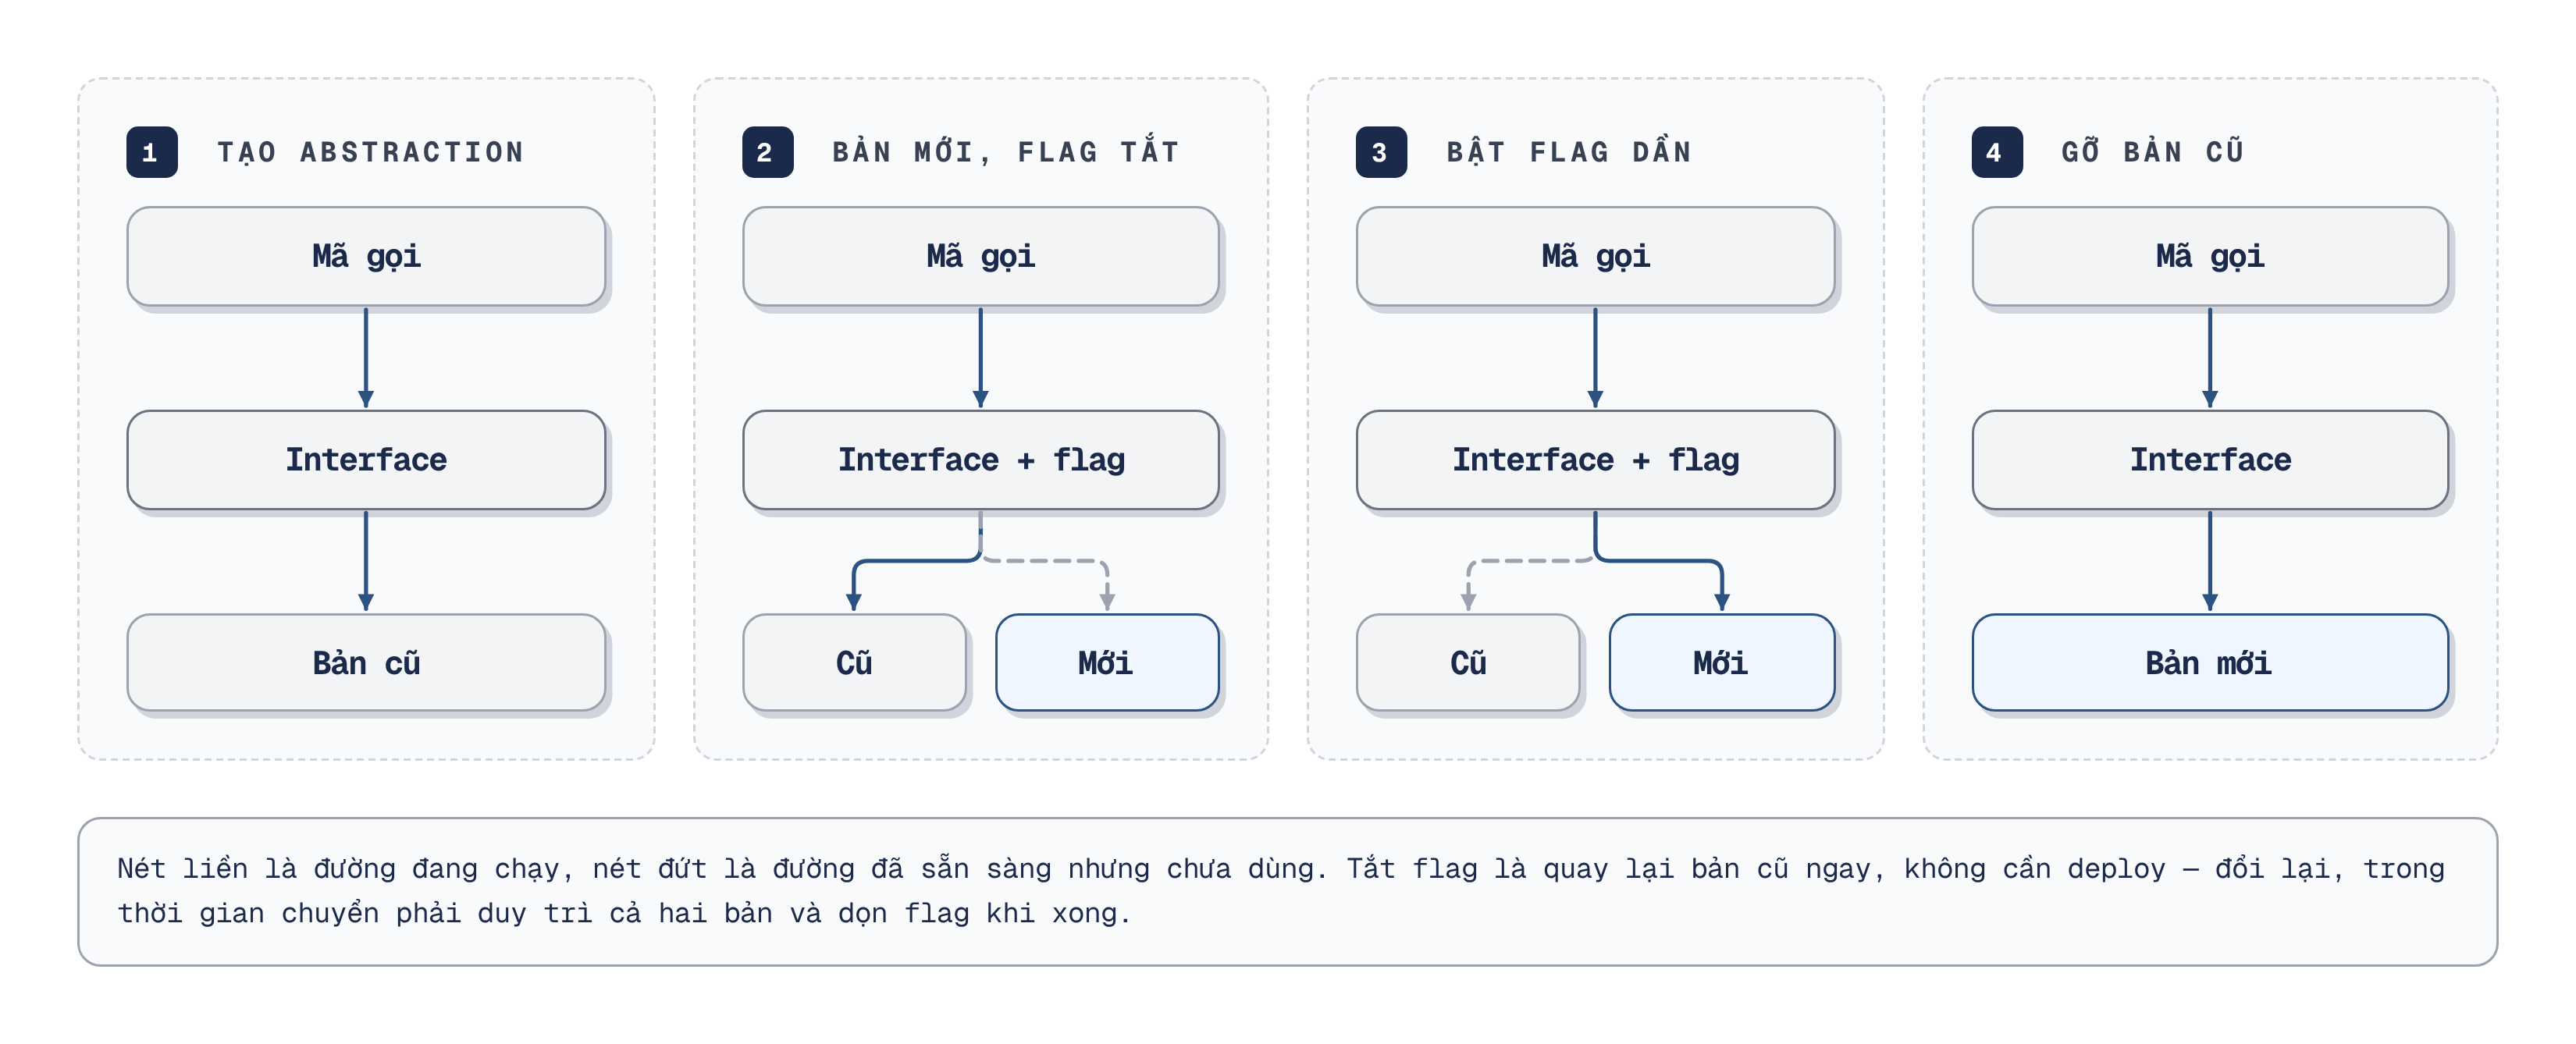 1 TẠO ABSTRACTION
Mã gọi
Interface
Bản cũ
2 BẢN MỚI, FLAG TẮT
Mã gọi
Interface + flag
Cũ
Mới
3 BẬT FLAG DẦN
Mã gọi
Interface + flag
Cũ
Mới
4 GỠ BẢN CŨ
Mã gọi
Interface
Bản mới
Nét liền là đường đang chạy, nét đứt là đường đã sẵn sàng nhưng chưa dùng. Tắt flag là quay lại bản cũ ngay, không cần deploy — đổi lại, trong
thời gian chuyển phải duy trì cả hai bản và dọn flag khi xong.